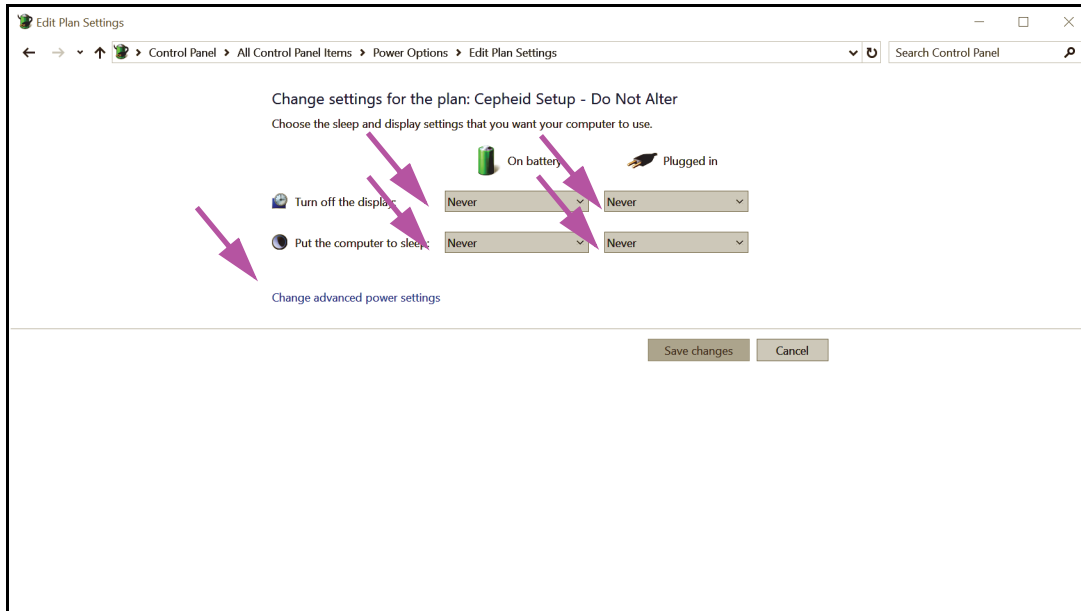 Edit Plan Settings
Control Panel > All Control Panel Items > Power Options > Edit Plan Settings
Search Control Panel
Change settings for the plan: Cepheid Setup - Do Not Alter
Choose the sleep and display settings that you want your computer to use.
On battery Plugged in
Turn off the display: Never Never
Put the computer to sleep: Never Never
Change advanced power settings
Save changes Cancel